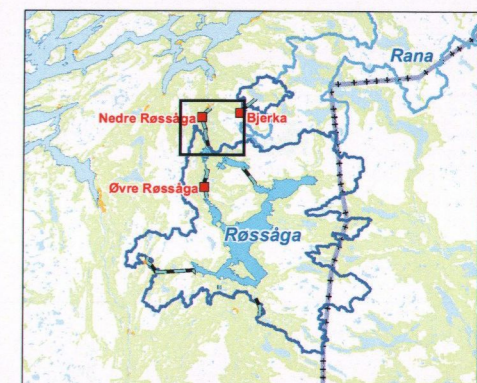 Rana
Nedre Røssåga
Bjerka
Øvre Røssåga
Røssåga